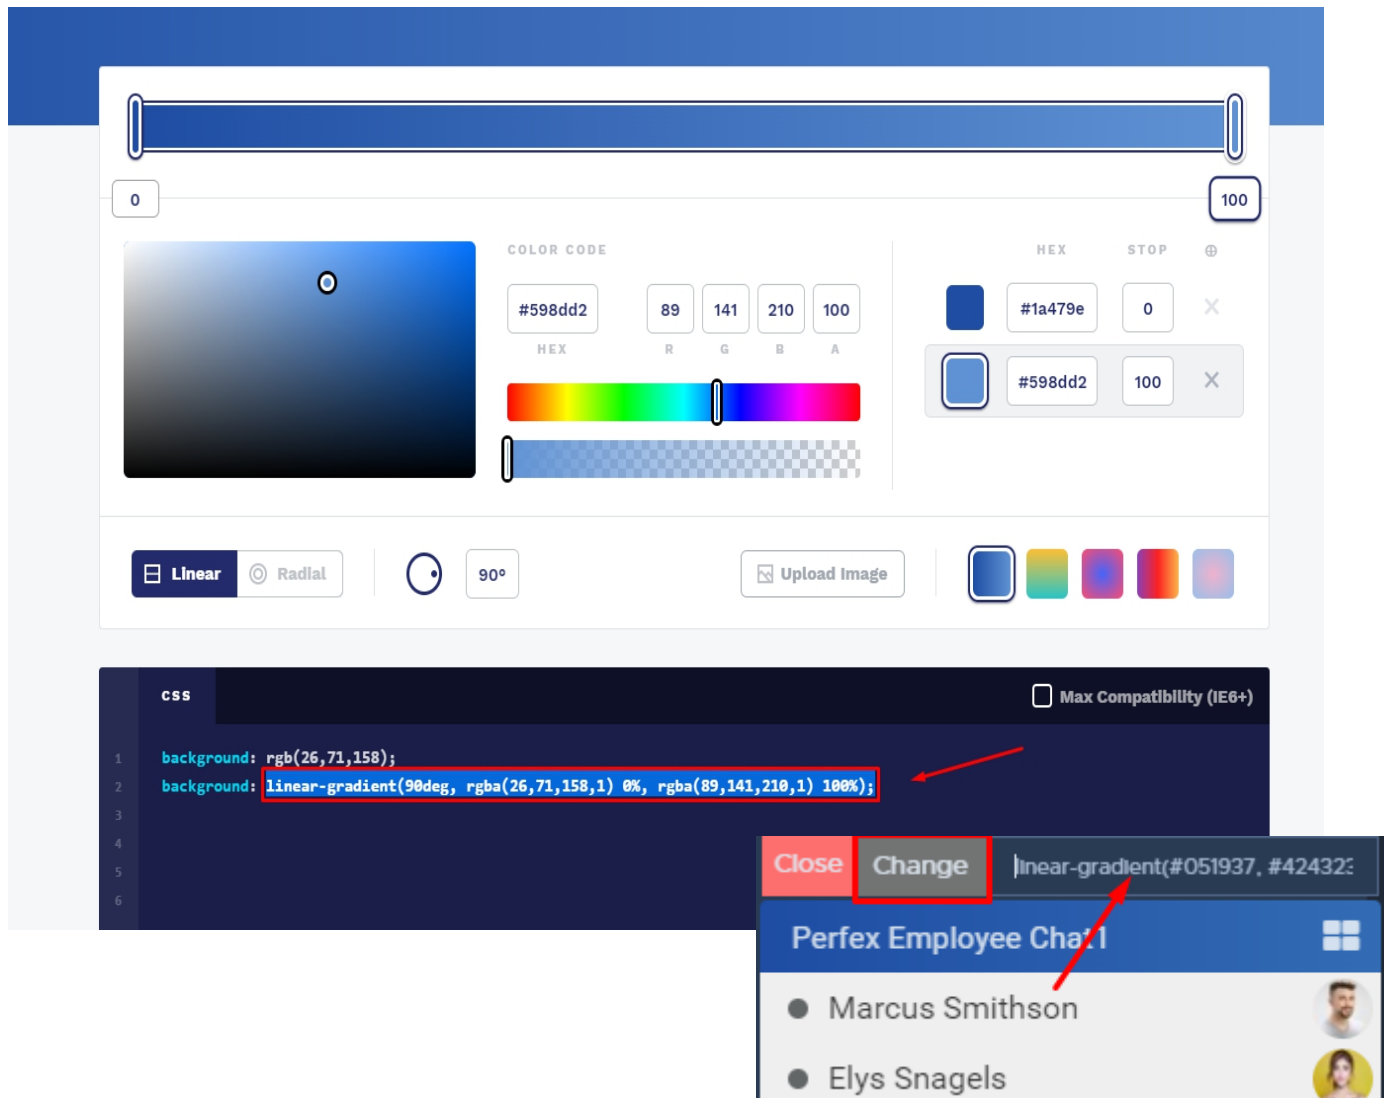 0
100
COLOR CODE
HEX STOP
#598dd2 89 141 210 100
HEX R G B A
#1a479e 0
#598dd2 100
Linear Radial 90° Upload Image
CSS
Max Compatibility (IE6+)
1 background: rgb(26,71,158);
2 background: linear-gradient(90deg, rgba(26,71,158,1) 0%, rgba(89,141,210,1) 100%);
3
4
5
6
Close Change linear-gradient(#051937, #424323
Perfex Employee Chat1
Marcus Smithson
Elys Snagels